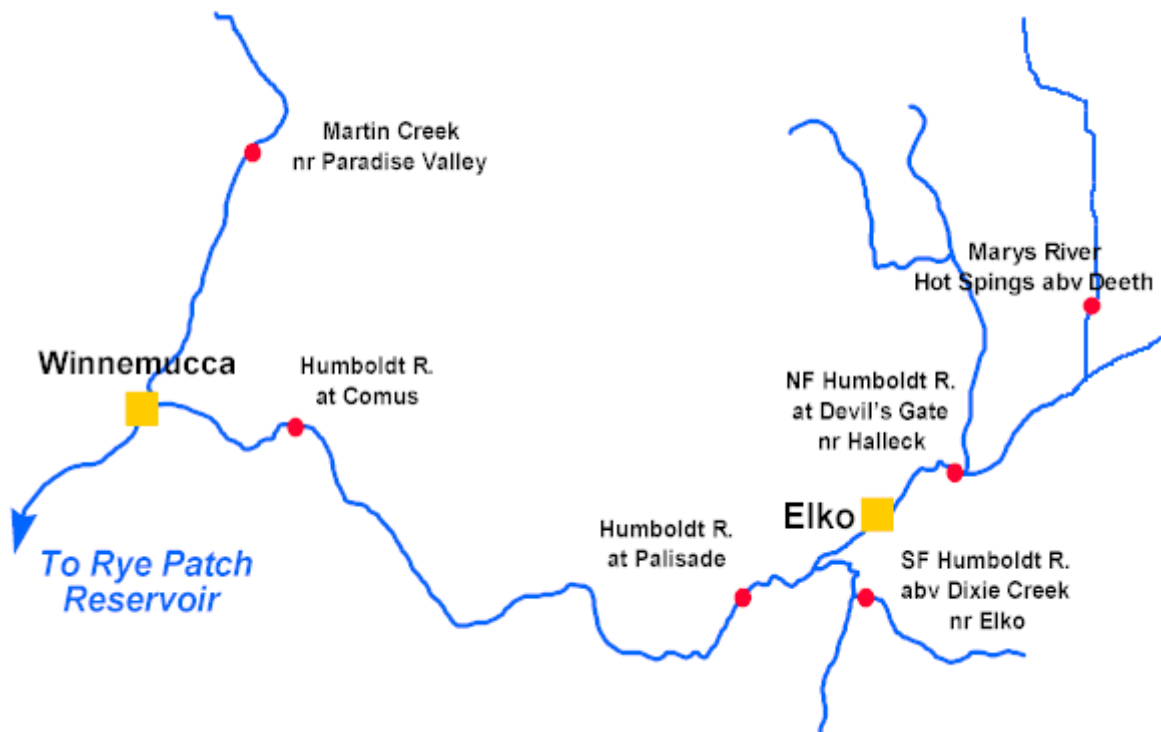 Martin Creek
nr Paradise Valley
Marys River
Hot Spings abv Deeth
Winnemucca
Humboldt R.
at Comus
NF Humboldt R.
at Devil's Gate
nr Halleck
Elko
Humboldt R.
at Palisade
SF Humboldt R.
abv Dixie Creek
nr Elko
To Rye Patch
Reservoir